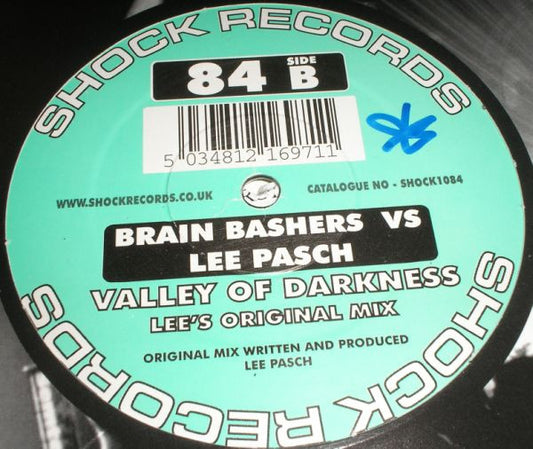 SHOCK RECORDS
84 SIDE B
5 034812 169711
WWW.SHOCKRECORDS.CO.UK
CATALOGUE NO - SHOCK1084
BRAIN BASHERS VS
LEE PASCH
VALLEY OF DARKNESS
LEE'S ORIGINAL MIX
ORIGINAL MIX WRITTEN AND PRODUCED
LEE PASCH
SHOCK RECORDS